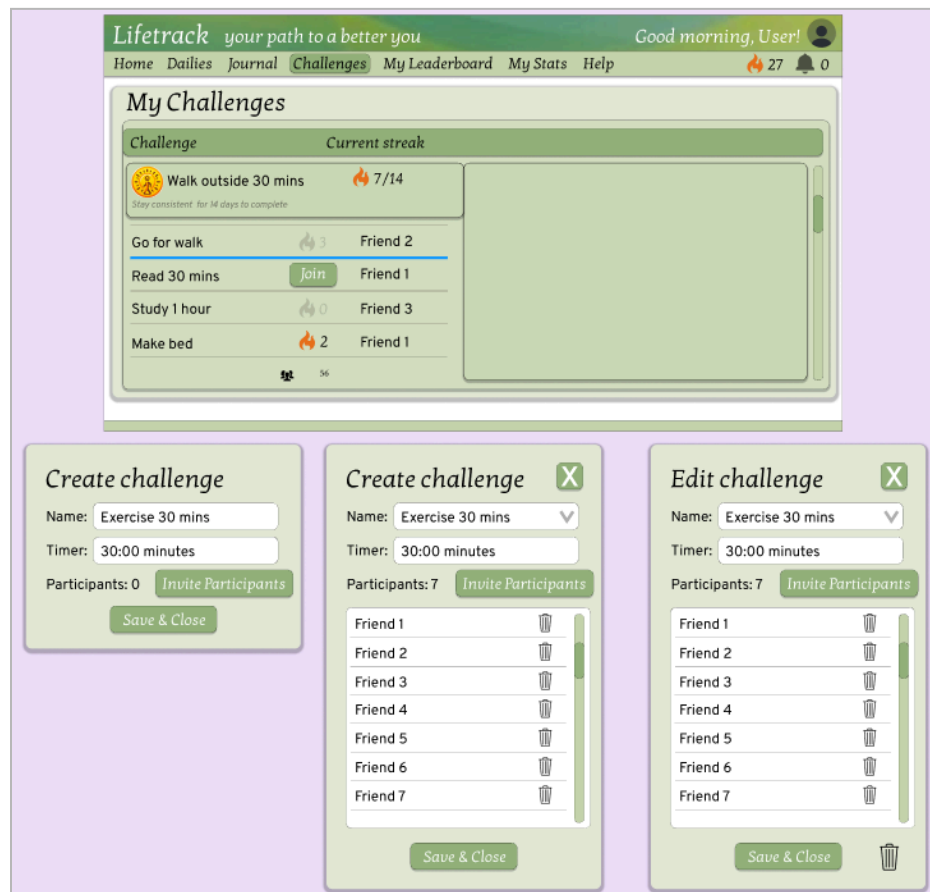 Lifetrack your path to a better you Good morning, User!
Home Dailies Journal Challenges My Leaderboard My Stats Help 27 0
My Challenges
Challenge Current streak
Walk outside 30 mins 7/14
Stay consistent for 14 days to complete
Go for walk 3 Friend 2
Read 30 mins Join Friend 1
Study 1 hour 0 Friend 3
Make bed 2 Friend 1
56
Create challenge
Name: Exercise 30 mins
Timer: 30:00 minutes
Participants: 0 Invite Participants
Save & Close
Create challenge X
Name: Exercise 30 mins
Timer: 30:00 minutes
Participants: 7 Invite Participants
Friend 1
Friend 2
Friend 3
Friend 4
Friend 5
Friend 6
Friend 7
Save & Close
Edit challenge X
Name: Exercise 30 mins
Timer: 30:00 minutes
Participants: 7 Invite Participants
Friend 1
Friend 2
Friend 3
Friend 4
Friend 5
Friend 6
Friend 7
Save & Close